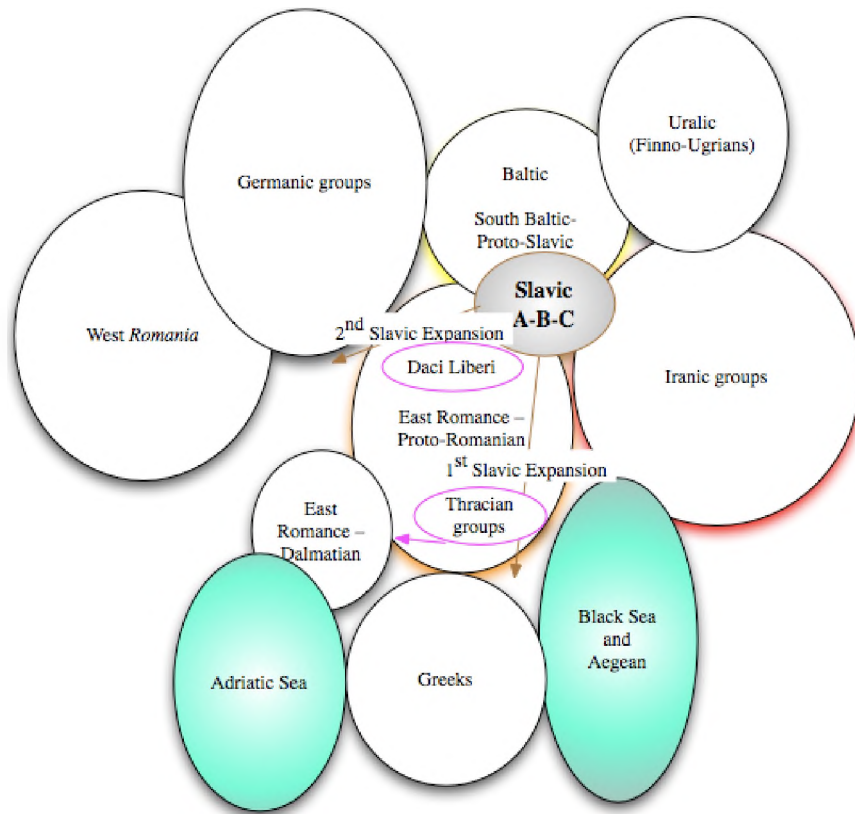 Uralic
(Finno-Ugrians)
Baltic
Germanic groups
South Baltic-
Proto-Slavic
Slavic
A-B-C
West Romania
2nd Slavic Expansion
Daci Liberi
Iranic groups
East Romance –
Proto-Romanian
1st Slavic Expansion
Thracian
groups
East
Romance –
Dalmatian
Black Sea
and
Aegean
Adriatic Sea
Greeks